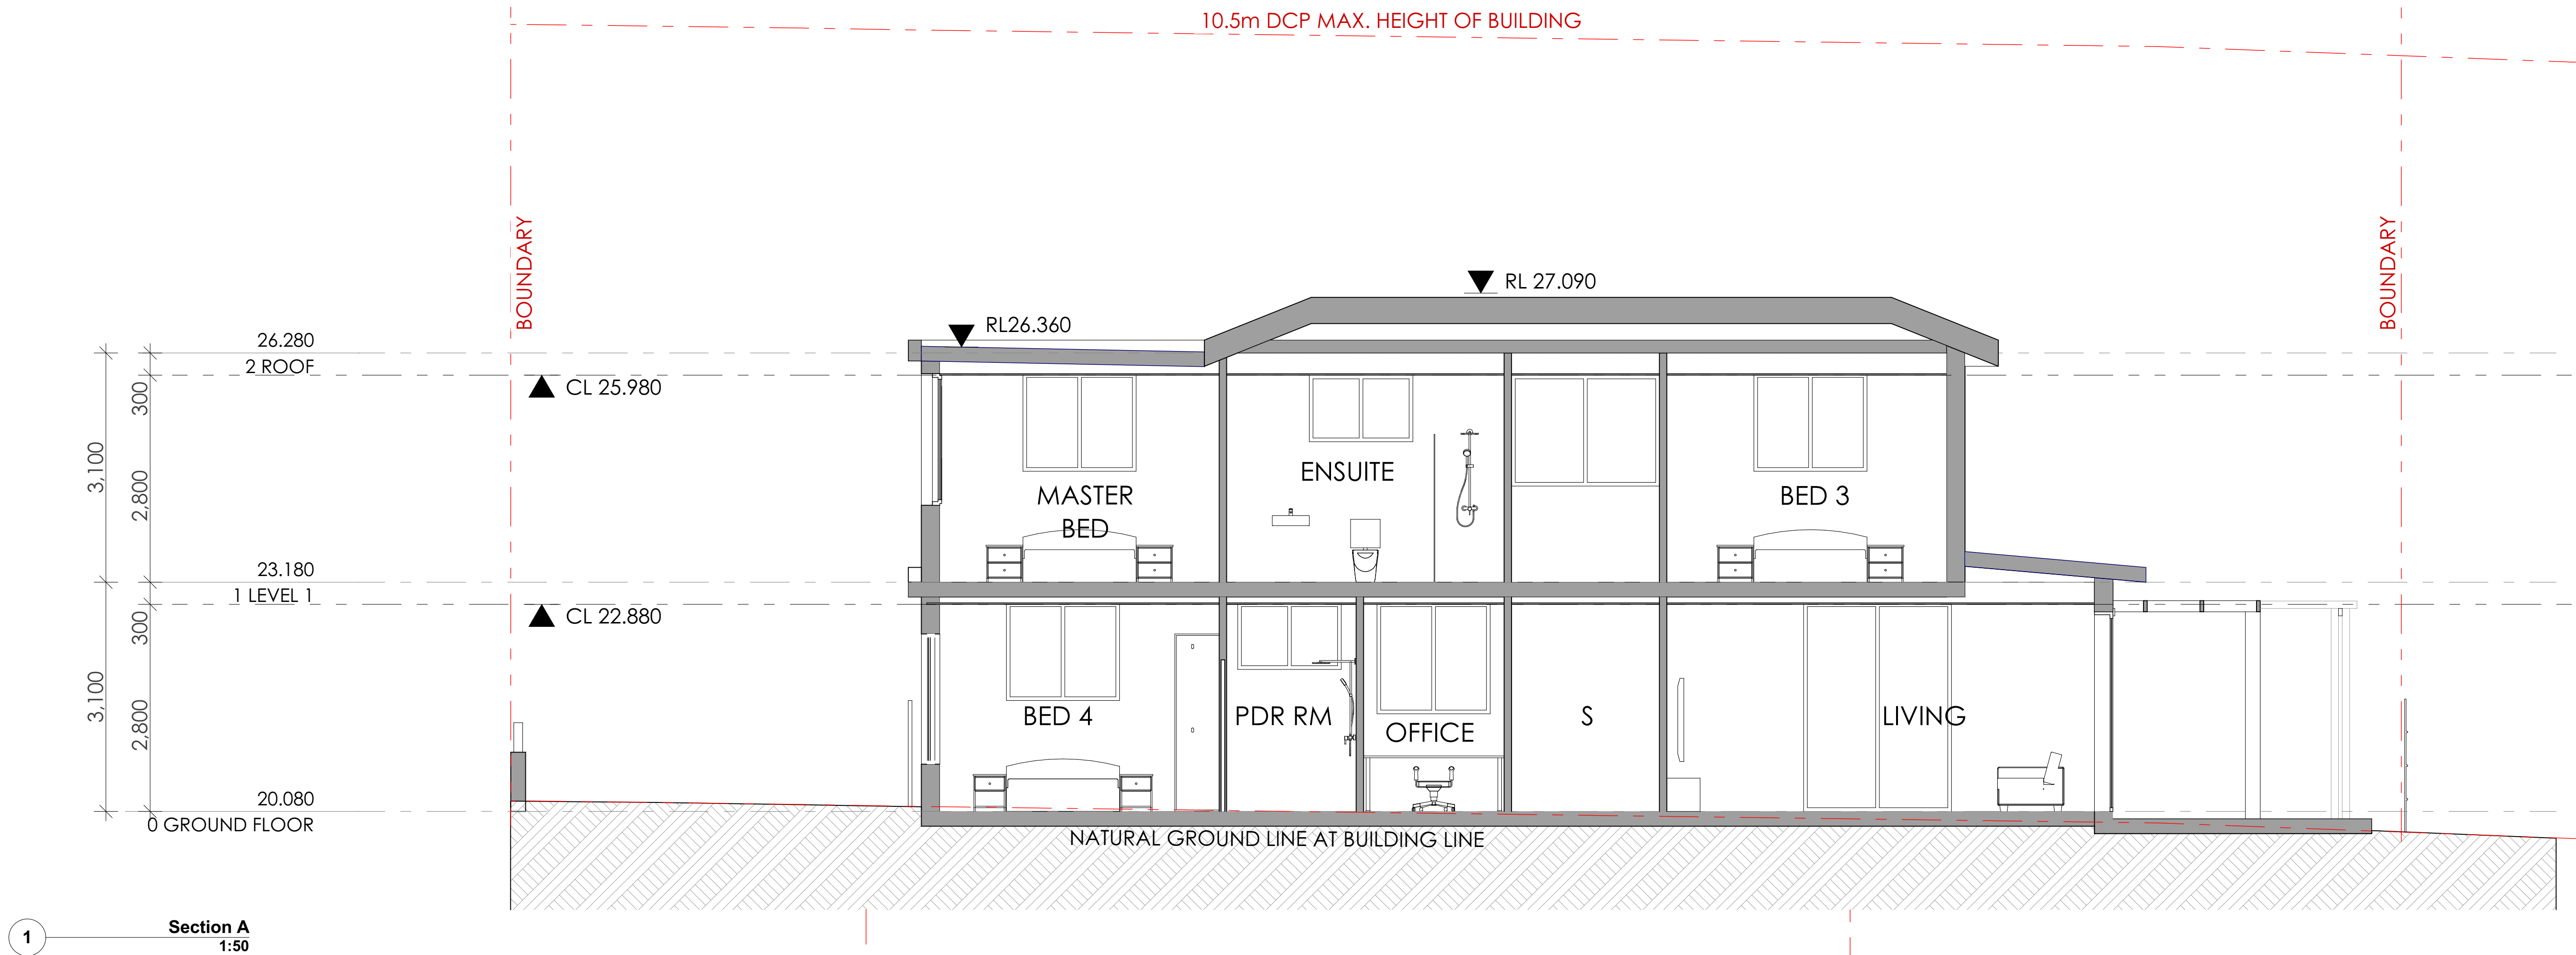 10.5m DCP MAX. HEIGHT OF BUILDING
BOUNDARY
BOUNDARY
RL 27.090
RL26.360
26.280
2 ROOF
CL 25.980
300
3,100
2,800
ENSUITE
MASTER
BED
BED 3
23.180
1 LEVEL 1
CL 22.880
300
3,100
2,800
BED 4
PDR RM
OFFICE
S
LIVING
20.080
0 GROUND FLOOR
NATURAL GROUND LINE AT BUILDING LINE
1
Section A
1:50